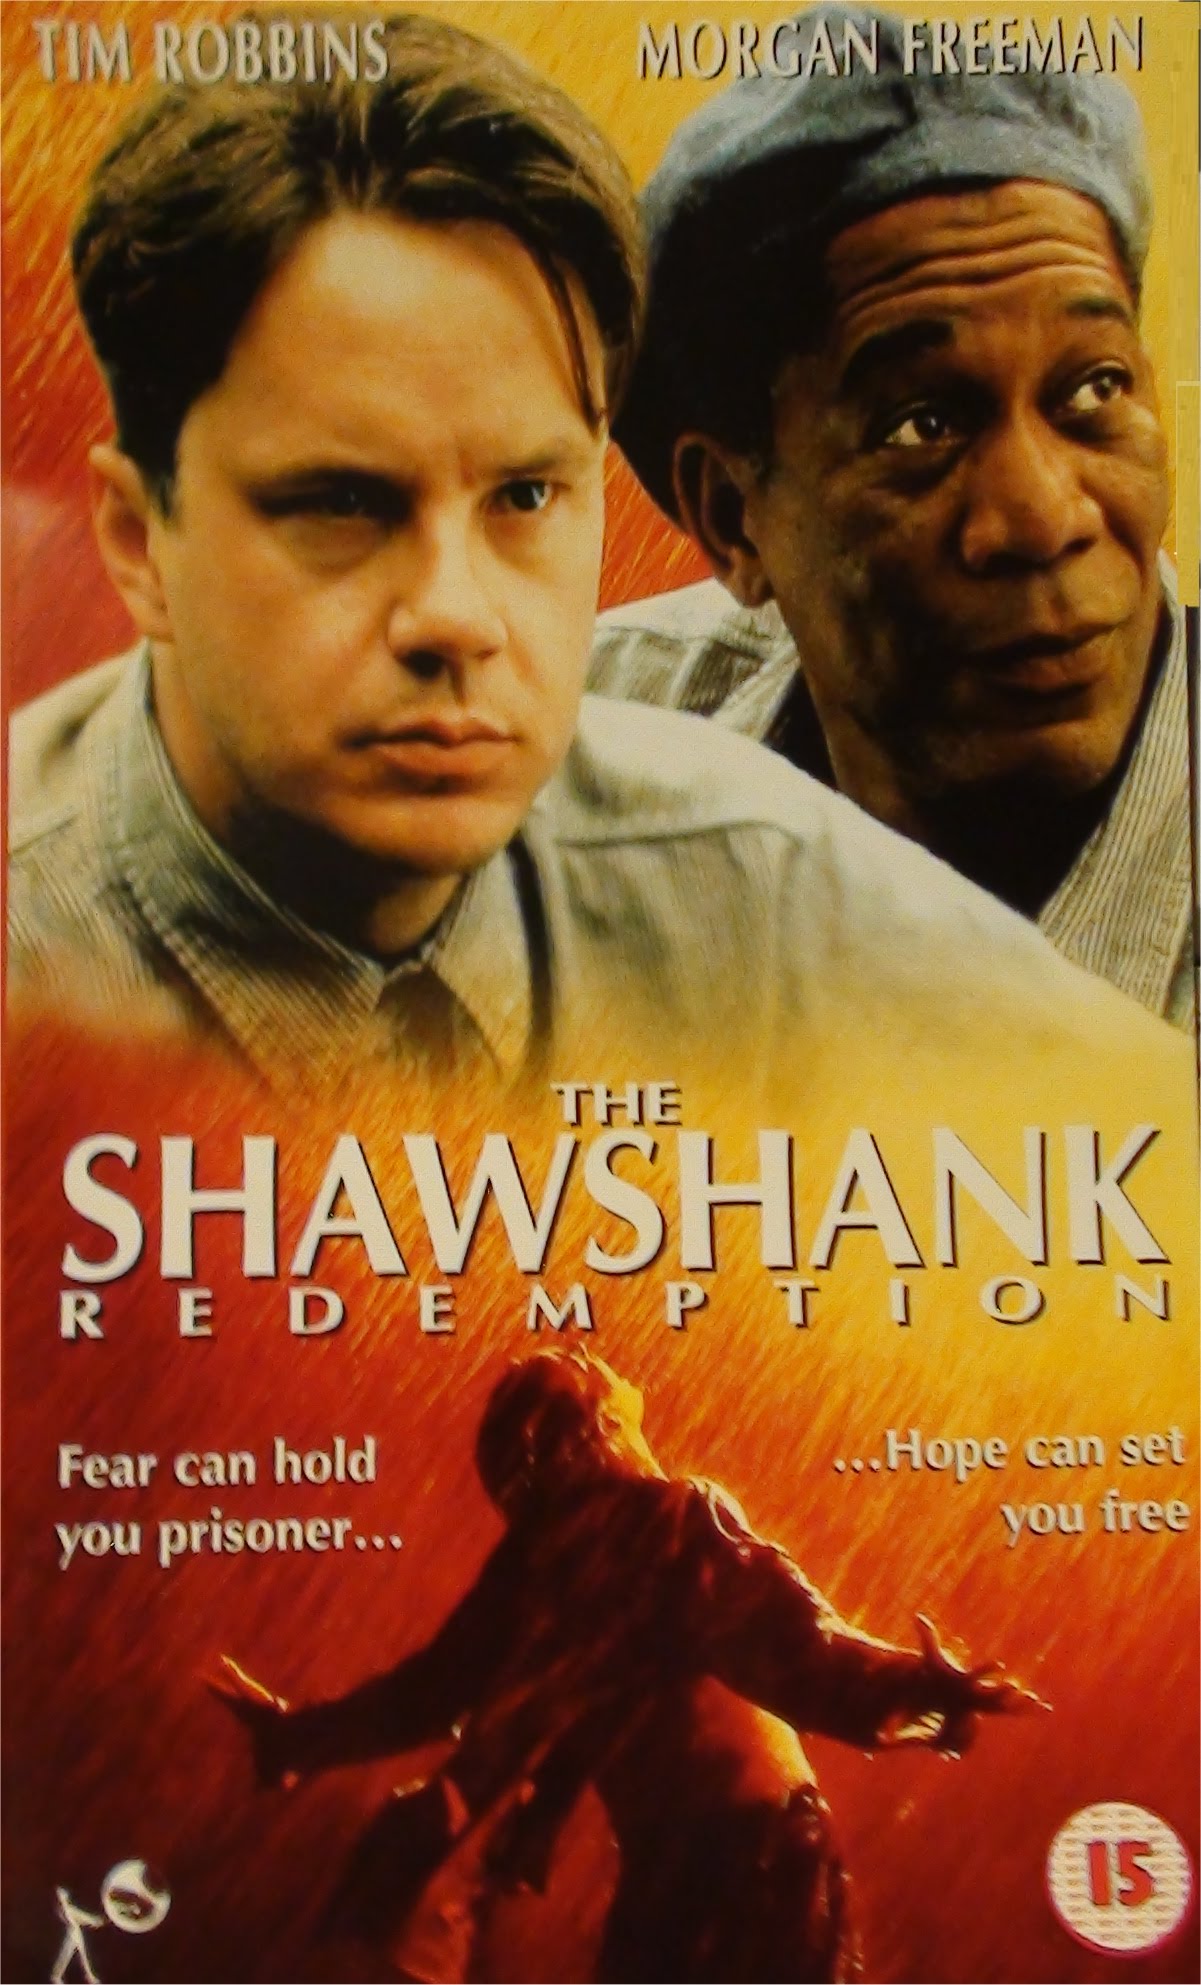 TIM ROBBINS
MORGAN FREEMAN
THE
SHAWSHANK
REDEMPTION
Fear can hold
you prisoner...
...Hope can set
you free
15